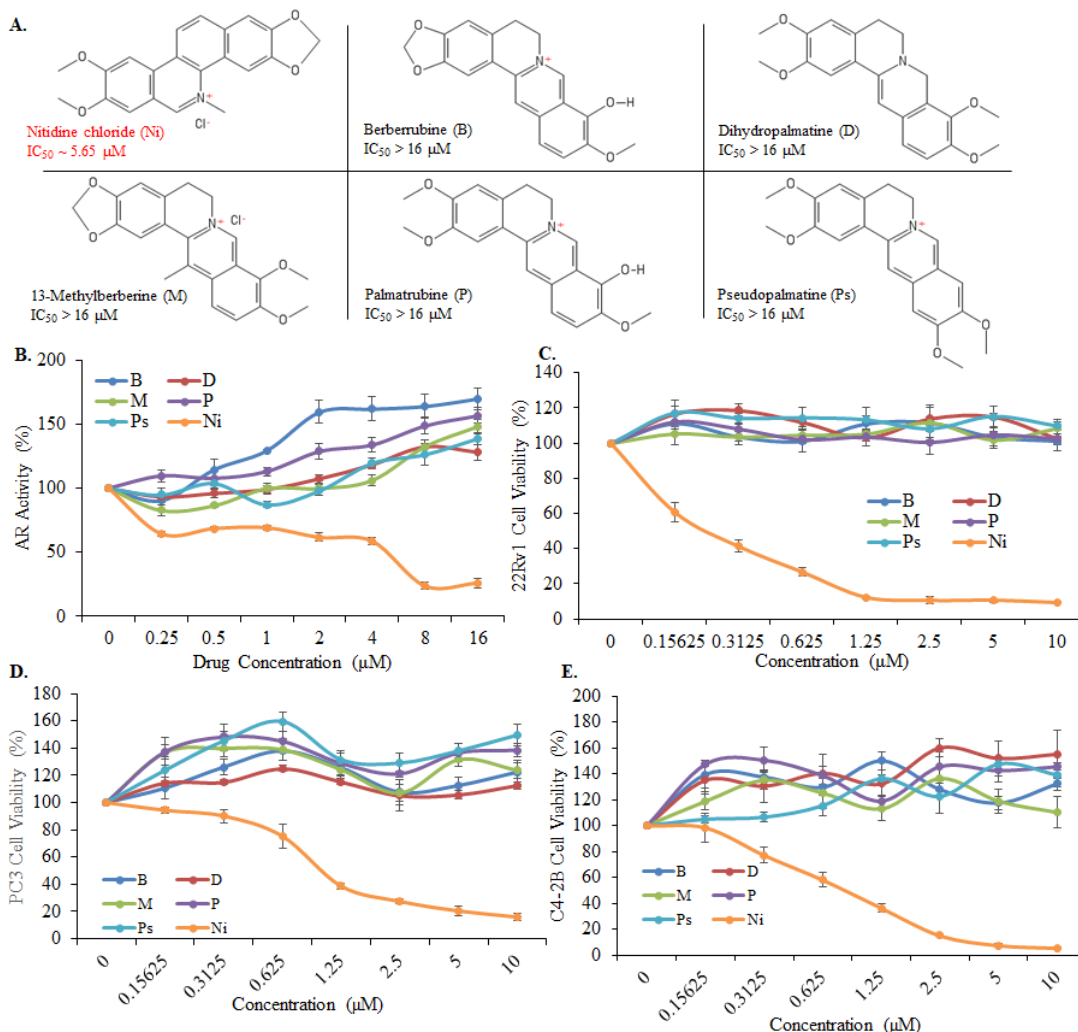 A.
O
O
O
O
N+
Cl-
Nitidine chloride (Ni)
IC50 ~ 5.65 μM
O
O
N+
O-H
O
Berberrubine (B)
IC50 > 16 μM
O
O
N
O
O
Dihydropalmatine (D)
IC50 > 16 μM
O
O
N+
Cl-
O
O
13-Methylberberine (M)
IC50 > 16 μM
O
O
N+
O-H
O
Palmatrubine (P)
IC50 > 16 μM
O
O
N+
O
O
Pseudopalmatine (Ps)
IC50 > 16 μM
B.
AR Activity (%)
200
150
100
50
0
B D
M P
Ps Ni
0 0.25 0.5 1 2 4 8 16
Drug Concentration (μM)
C.
22Rv1 Cell Viability (%)
140
120
100
80
60
40
20
0
B D
M P
Ps Ni
0 0.15625 0.3125 0.625 1.25 2.5 5 10
Concentration (μM)
D.
PC3 Cell Viability (%)
180
160
140
120
100
80
60
40
20
0
B D
M P
Ps Ni
0 0.15625 0.3125 0.625 1.25 2.5 5 10
Concentration (μM)
E.
C4-2B Cell Viability (%)
200
180
160
140
120
100
80
60
40
20
0
B D
M P
Ps Ni
0 0.15625 0.3125 0.625 1.25 2.5 5 10
Concentration (μM)